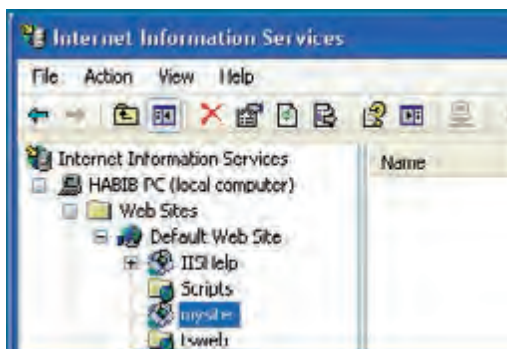 Internet Information Services
File Action View Help
Internet Information Services
Name
HABIB PC (local computer)
Web Sites
Default Web Site
IISHelp
Scripts
mysite
tsweb